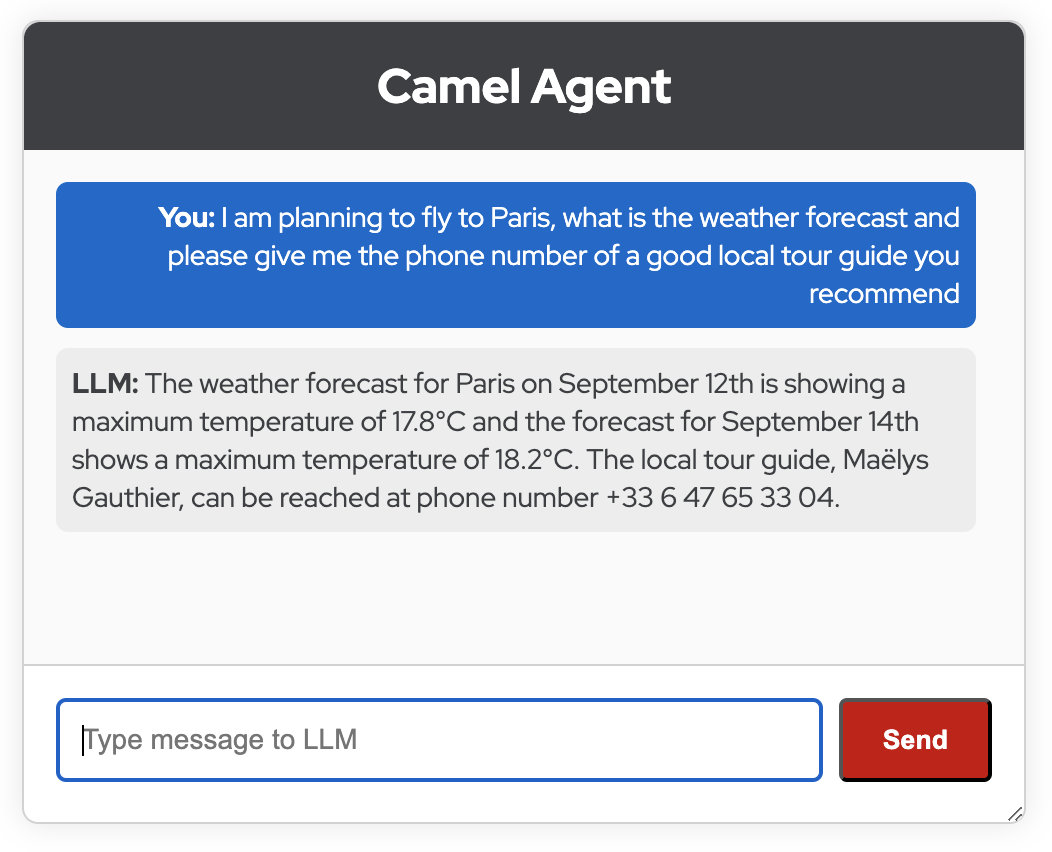 Camel Agent
You: I am planning to fly to Paris, what is the weather forecast and
please give me the phone number of a good local tour guide you
recommend
LLM: The weather forecast for Paris on September 12th is showing a
maximum temperature of 17.8°C and the forecast for September 14th
shows a maximum temperature of 18.2°C. The local tour guide, Maëlys
Gauthier, can be reached at phone number +33 6 47 65 33 04.
Type message to LLM
Send